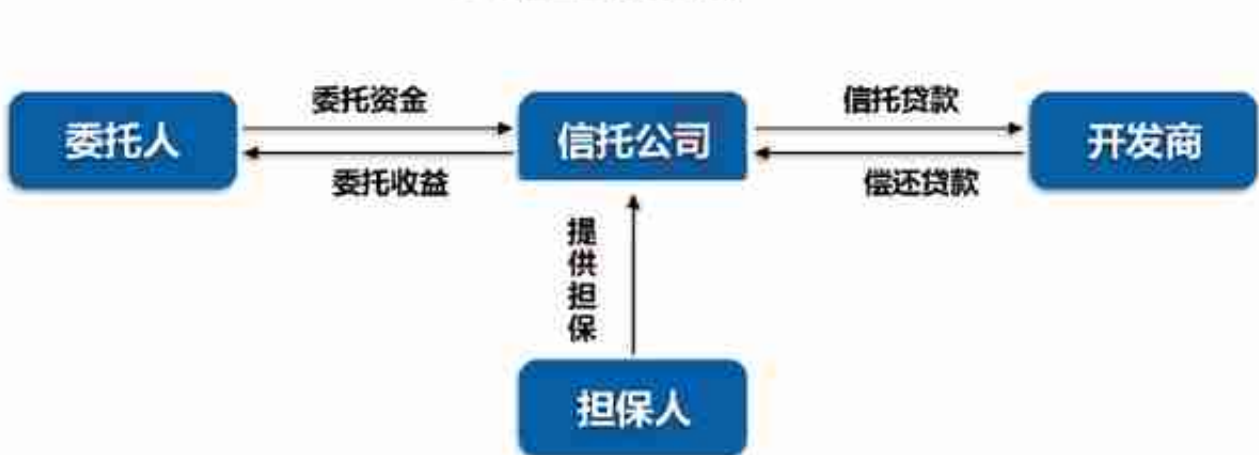 委托资金
信托贷款
委托人
信托公司
开发商
委托收益
偿还贷款
提供担保
担保人